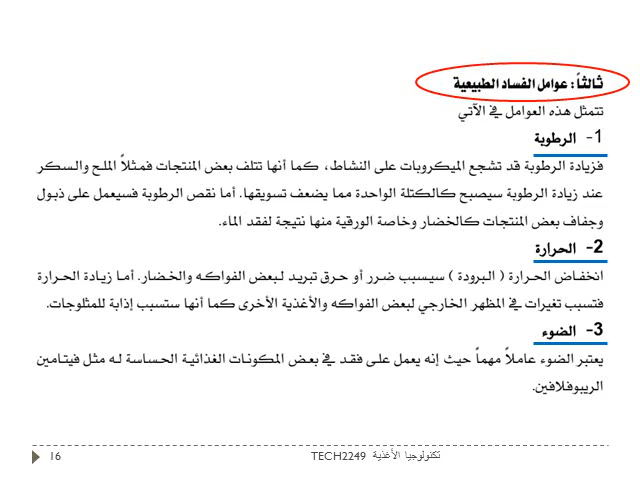 ثالثاً : عوامل الفساد الطبيعية
تتمثل هذه العوامل في الآتي
1- الرطوبة
فزيادة الرطوبة قد تشجع الميكروبات على النشاط، كما أنها تتلف بعض المنتجات فمثلاً الملح والسكر
عند زيادة الرطوبة سيصبح كالكتلة الواحدة مما يضعف تسويقها. أما نقص الرطوبة فسيعمل على ذبول
وجفاف بعض المنتجات كالخضار وخاصة الورقية منها نتيجة لفقد الماء.
2- الحرارة
انخفاض الحرارة ( البرودة ) سيسبب ضرر أو حرق تبريد لبعض الفواكه والخضار. أما زيادة الحرارة
فتسبب تغيرات في المظهر الخارجي لبعض الفواكه والأغذية الأخرى كما أنها ستسبب إذابة للمثلوجات.
3- الضوء
يعتبر الضوء عاملاً مهماً حيث إنه يعمل على فقد في بعض المكونات الغذائية الحساسة له مثل فيتامين
الريبوفلافين.
تكنولوجيا الأغذية TECH2249
16